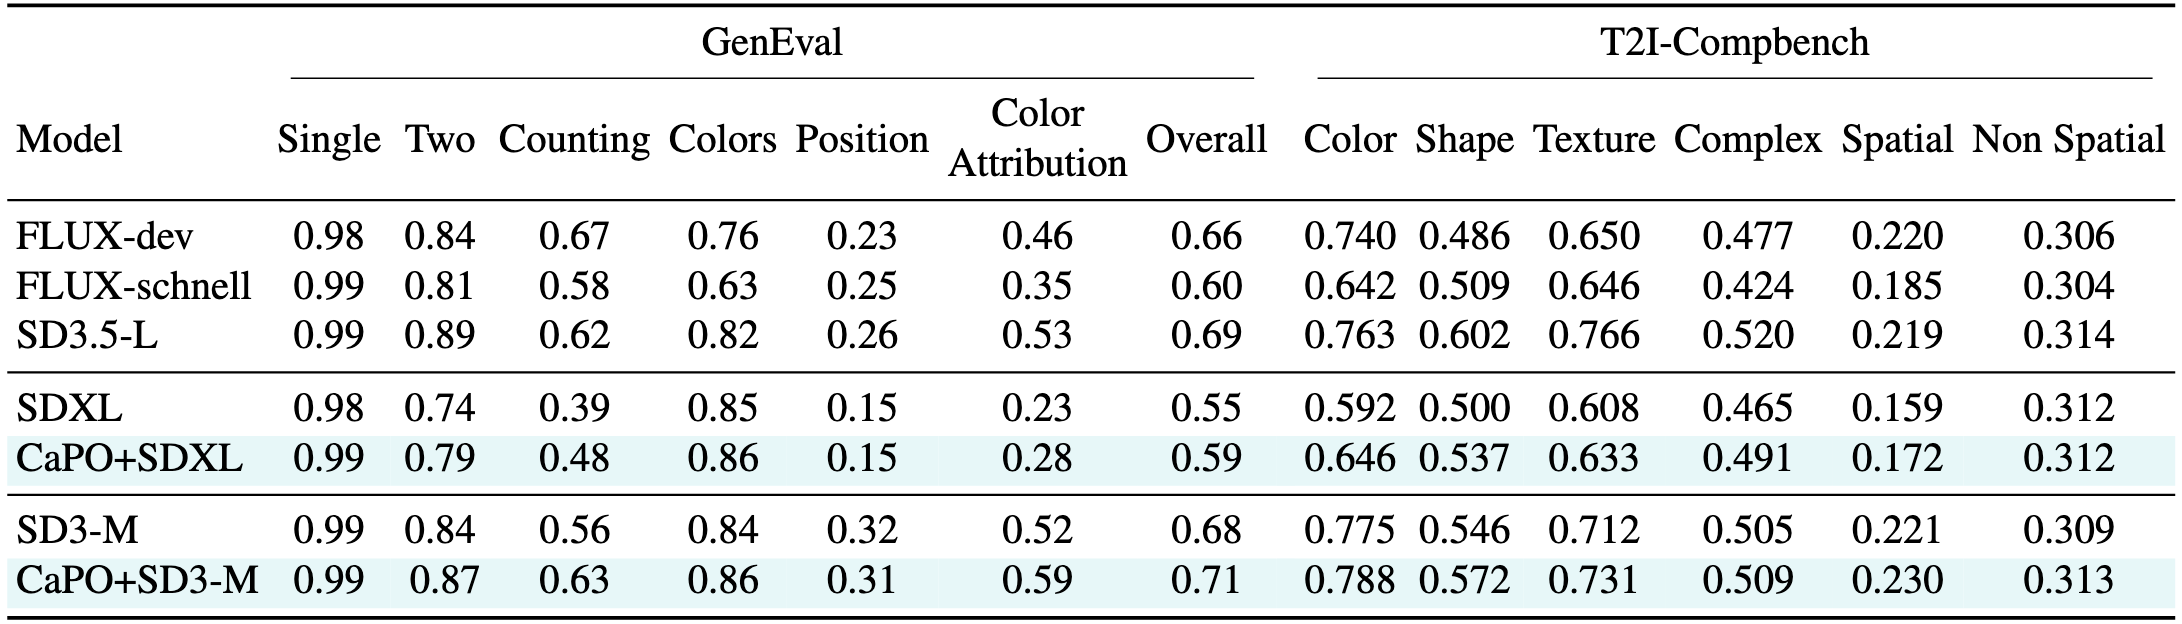 GenEval T2I-Compbench
Model Single Two Counting Colors Position Color Attribution Overall Color Shape Texture Complex Spatial Non Spatial
FLUX-dev 0.98 0.84 0.67 0.76 0.23 0.46 0.66 0.740 0.486 0.650 0.477 0.220 0.306
FLUX-schnell 0.99 0.81 0.58 0.63 0.25 0.35 0.60 0.642 0.509 0.646 0.424 0.185 0.304
SD3.5-L 0.99 0.89 0.62 0.82 0.26 0.53 0.69 0.763 0.602 0.766 0.520 0.219 0.314
SDXL 0.98 0.74 0.39 0.85 0.15 0.23 0.55 0.592 0.500 0.608 0.465 0.159 0.312
CaPO+SDXL 0.99 0.79 0.48 0.86 0.15 0.28 0.59 0.646 0.537 0.633 0.491 0.172 0.312
SD3-M 0.99 0.84 0.56 0.84 0.32 0.52 0.68 0.775 0.546 0.712 0.505 0.221 0.309
CaPO+SD3-M 0.99 0.87 0.63 0.86 0.31 0.59 0.71 0.788 0.572 0.731 0.509 0.230 0.313